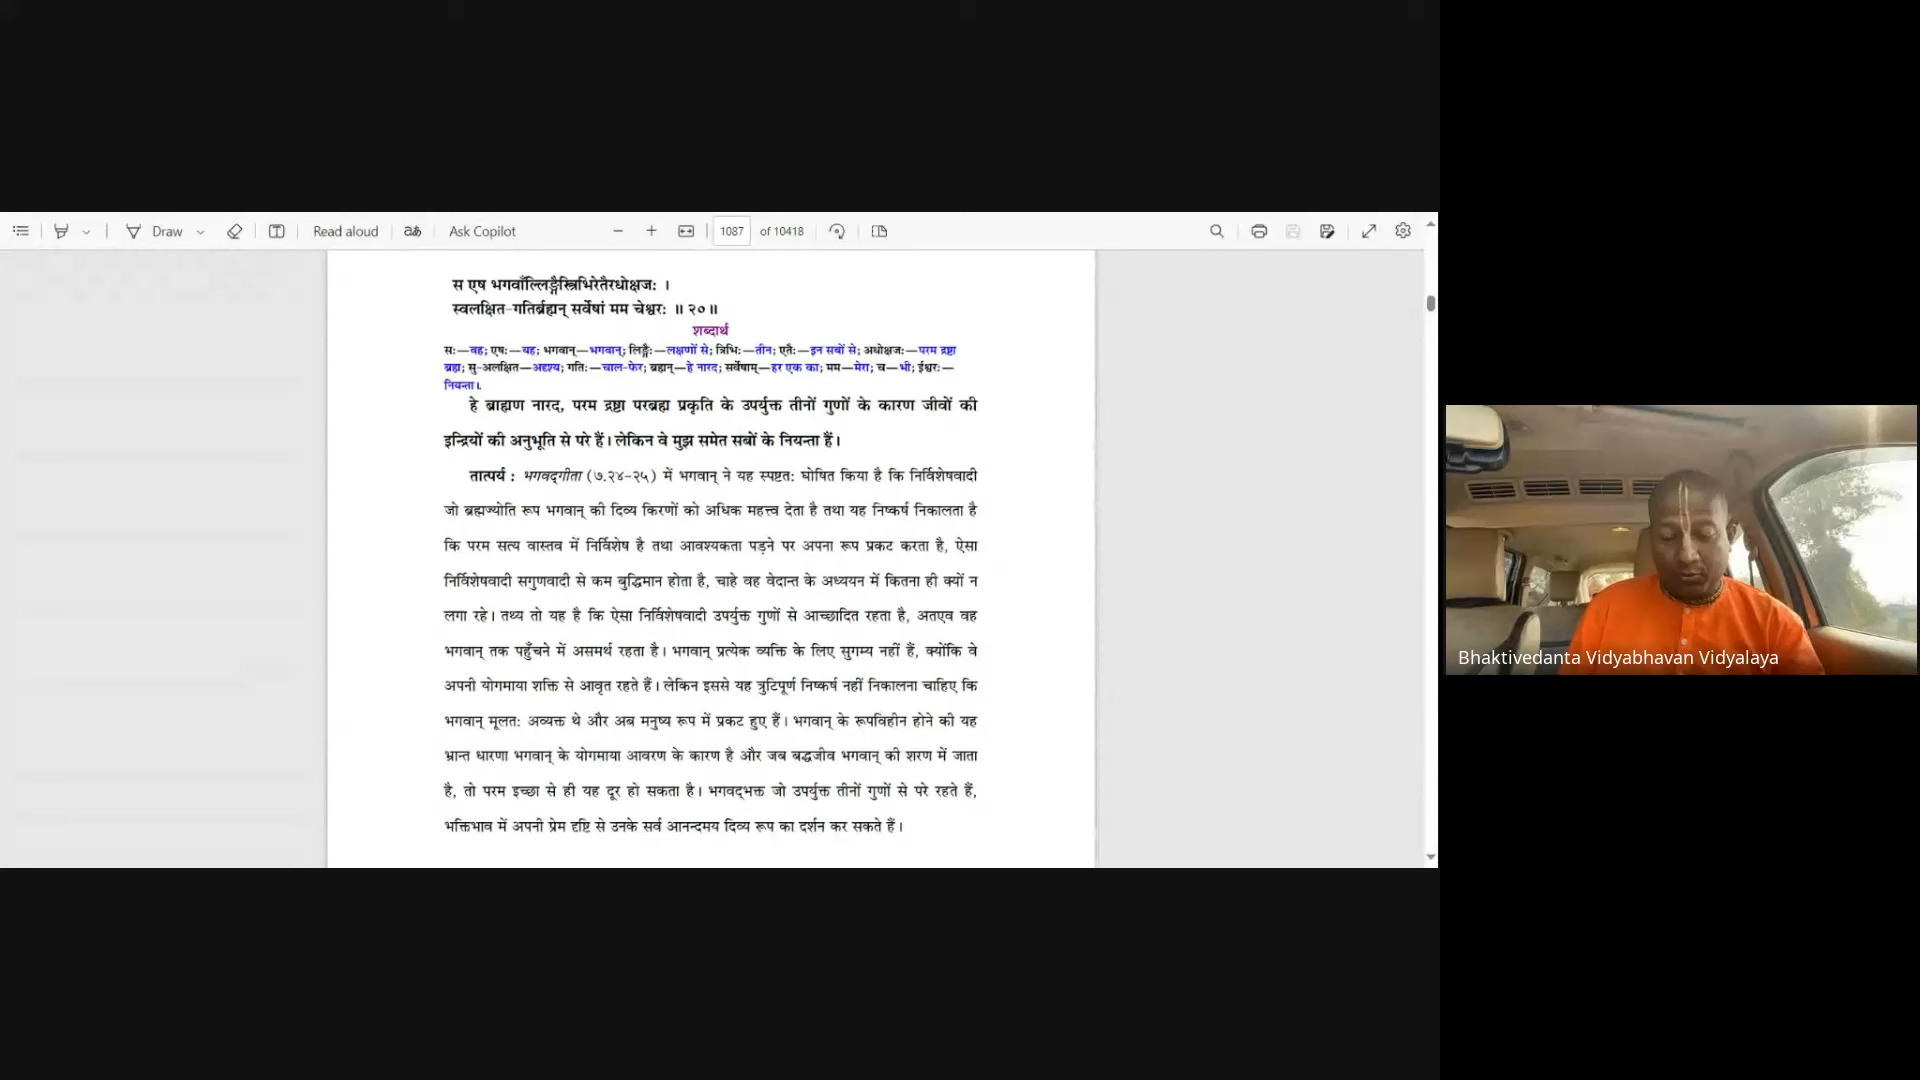 Draw
Read aloud
aあ
Ask Copilot
1087 of 10418
स एष भगवाँल्लिङ्गैस्त्रिभिरेतैरधोक्षजः ।
स्वलक्षित-गतिर्ब्रह्मन् सर्वेषां मम चेश्वरः ॥ २० ॥
शब्दार्थ
सः—वह; एषः—यह; भगवान्—भगवान्; लिङ्गैः—लक्षणों से; त्रिभिः—तीन; एतैः—इन सबों से; अधोक्षजः—परम द्रष्टा
ब्रह्म; सु-अलक्षित—अदृश्य; गतिः—चाल-फेर; ब्रह्मन्—हे नारद; सर्वेषाम्—हर एक का; मम—मेरा; च—भी; ईश्वरः—
नियन्ता।.
हे ब्राह्मण नारद, परम द्रष्टा परब्रह्म प्रकृति के उपर्युक्त तीनों गुणों के कारण जीवों की
इन्द्रियों की अनुभूति से परे हैं। लेकिन वे मुझ समेत सबों के नियन्ता हैं।
तात्पर्य : भगवद्गीता (७.२४-२५) में भगवान् ने यह स्पष्टतः घोषित किया है कि निर्विशेषवादी
जो ब्रह्मज्योति रूप भगवान् की दिव्य किरणों को अधिक महत्त्व देता है तथा यह निष्कर्ष निकालता है
कि परम सत्य वास्तव में निर्विशेष है तथा आवश्यकता पड़ने पर अपना रूप प्रकट करता है, ऐसा
निर्विशेषवादी सगुणवादी से कम बुद्धिमान होता है, चाहे वह वेदान्त के अध्ययन में कितना ही क्यों न
लगा रहे। तथ्य तो यह है कि ऐसा निर्विशेषवादी उपर्युक्त गुणों से आच्छादित रहता है, अतएव वह
भगवान् तक पहुँचने में असमर्थ रहता है। भगवान् प्रत्येक व्यक्ति के लिए सुगम्य नहीं हैं, क्योंकि वे
अपनी योगमाया शक्ति से आवृत रहते हैं। लेकिन इससे यह त्रुटिपूर्ण निष्कर्ष नहीं निकालना चाहिए कि
भगवान् मूलतः अव्यक्त थे और अब मनुष्य रूप में प्रकट हुए हैं। भगवान् के रूपविहीन होने की यह
भ्रान्त धारणा भगवान् के योगमाया आवरण के कारण है और जब बद्धजीव भगवान् की शरण में जाता
है, तो परम इच्छा से ही यह दूर हो सकता है। भगवद्भक्त जो उपर्युक्त तीनों गुणों से परे रहते हैं,
भक्तिभाव में अपनी प्रेम दृष्टि से उनके सर्व आनन्दमय दिव्य रूप का दर्शन कर सकते हैं।
Bhaktivedanta Vidyabhavan Vidyalaya